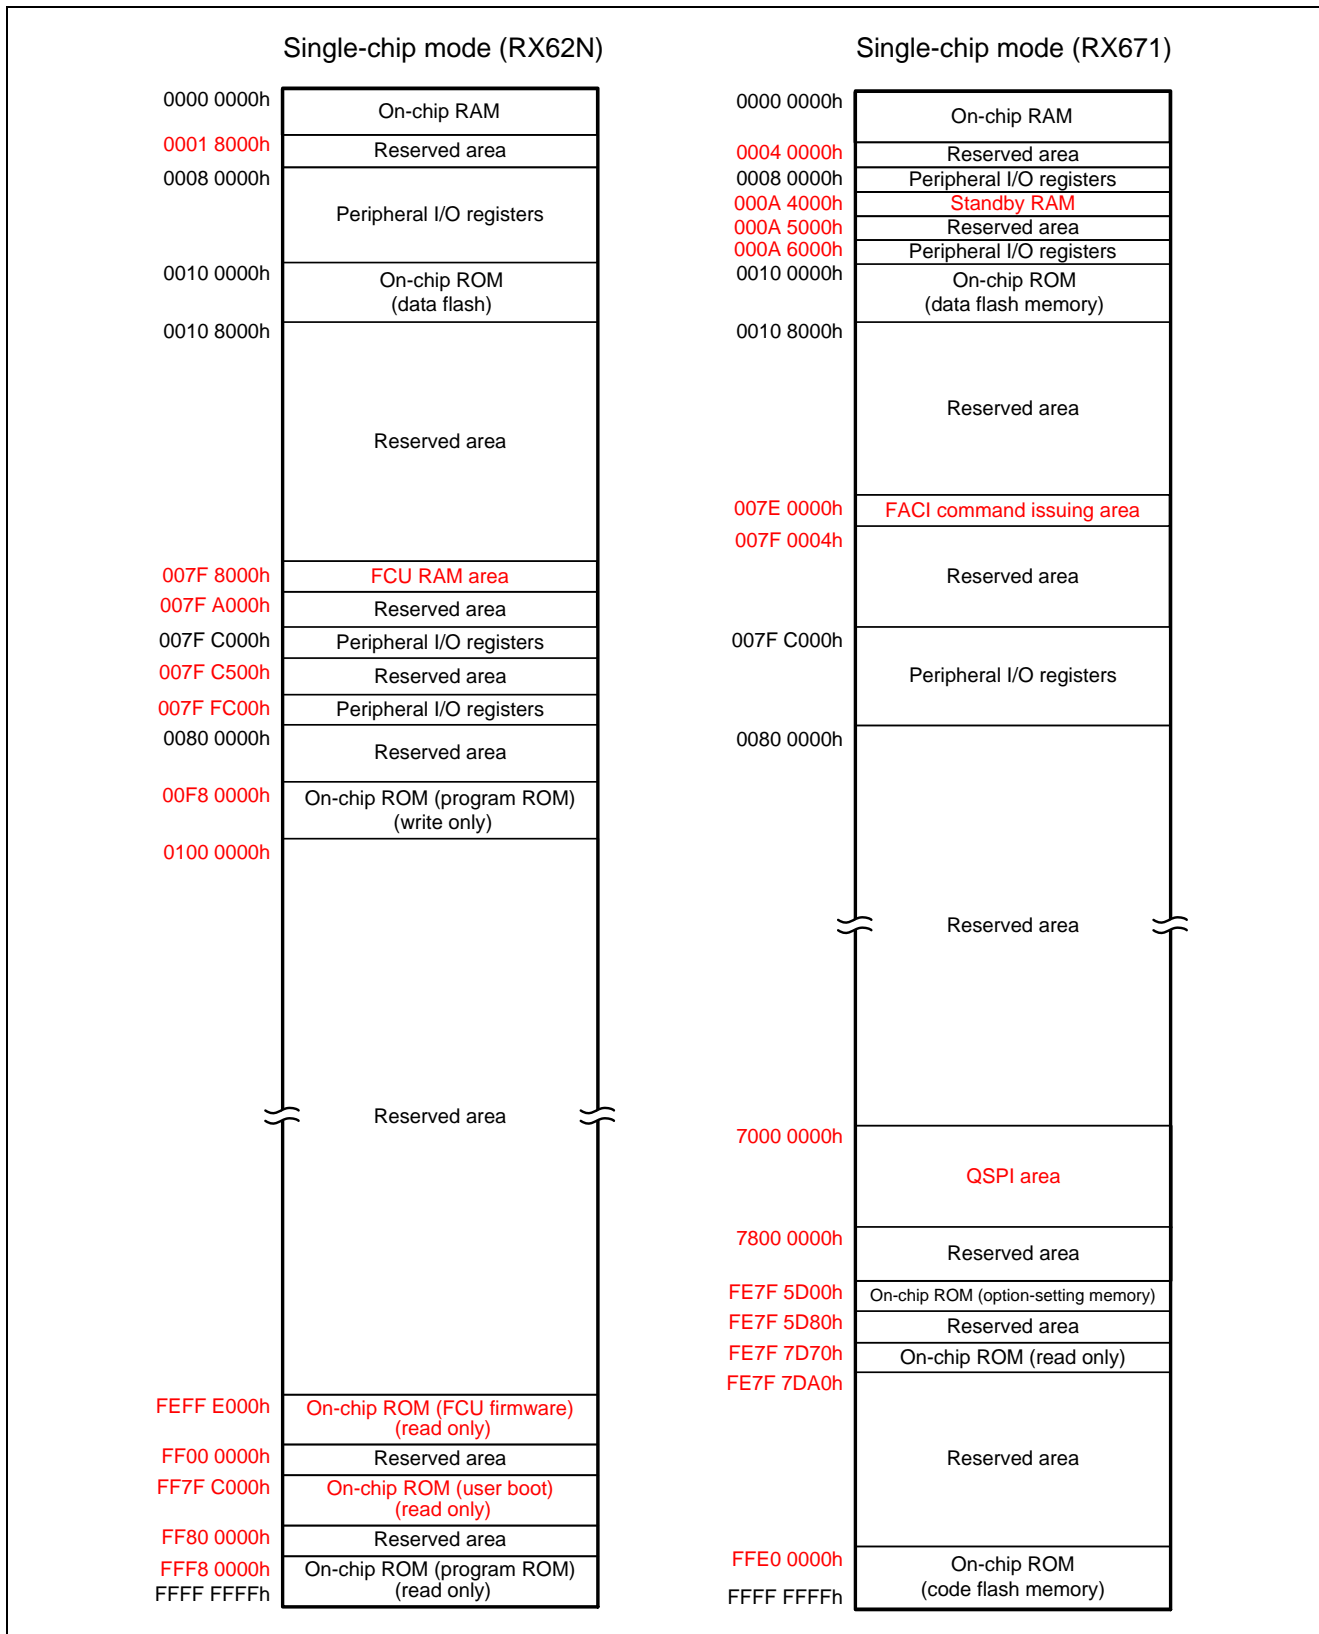 Single-chip mode (RX62N)
0000 0000h
On-chip RAM
0001 8000h
Reserved area
0008 0000h
Peripheral I/O registers
0010 0000h
On-chip ROM
(data flash)
0010 8000h
Reserved area
007F 8000h
FCU RAM area
007F A000h
Reserved area
007F C000h
Peripheral I/O registers
007F C500h
Reserved area
007F FC00h
Peripheral I/O registers
0080 0000h
Reserved area
00F8 0000h
On-chip ROM (program ROM)
(write only)
0100 0000h
Reserved area
FEFF E000h
On-chip ROM (FCU firmware)
(read only)
FF00 0000h
Reserved area
FF7F C000h
On-chip ROM (user boot)
(read only)
FF80 0000h
Reserved area
FFF8 0000h
On-chip ROM (program ROM)
(read only)
FFFF FFFFh
Single-chip mode (RX671)
0000 0000h
On-chip RAM
0004 0000h
Reserved area
0008 0000h
Peripheral I/O registers
000A 4000h
Standby RAM
000A 5000h
Reserved area
000A 6000h
Peripheral I/O registers
0010 0000h
On-chip ROM
(data flash memory)
0010 8000h
Reserved area
007E 0000h
FACI command issuing area
007F 0004h
Reserved area
007F C000h
Peripheral I/O registers
0080 0000h
Reserved area
7000 0000h
QSPI area
7800 0000h
Reserved area
FE7F 5D00h
On-chip ROM (option-setting memory)
FE7F 5D80h
Reserved area
FE7F 7D70h
On-chip ROM (read only)
FE7F 7DA0h
Reserved area
FFE0 0000h
On-chip ROM
(code flash memory)
FFFF FFFFh